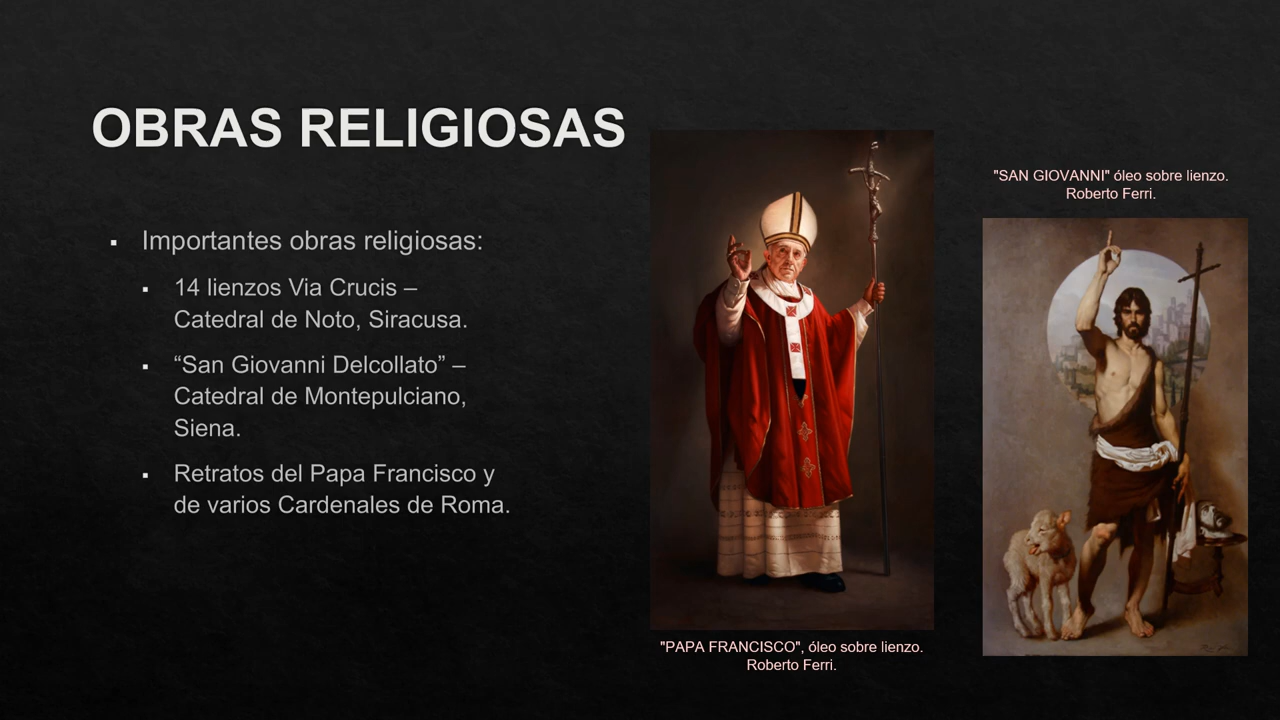 OBRAS RELIGIOSAS
▪ Importantes obras religiosas:
▪ 14 lienzos Via Crucis –
Catedral de Noto, Siracusa.
▪ “San Giovanni Delcollato” –
Catedral de Montepulciano,
Siena.
▪ Retratos del Papa Francisco y
de varios Cardenales de Roma.
"PAPA FRANCISCO", óleo sobre lienzo.
Roberto Ferri.
"SAN GIOVANNI" óleo sobre lienzo.
Roberto Ferri.